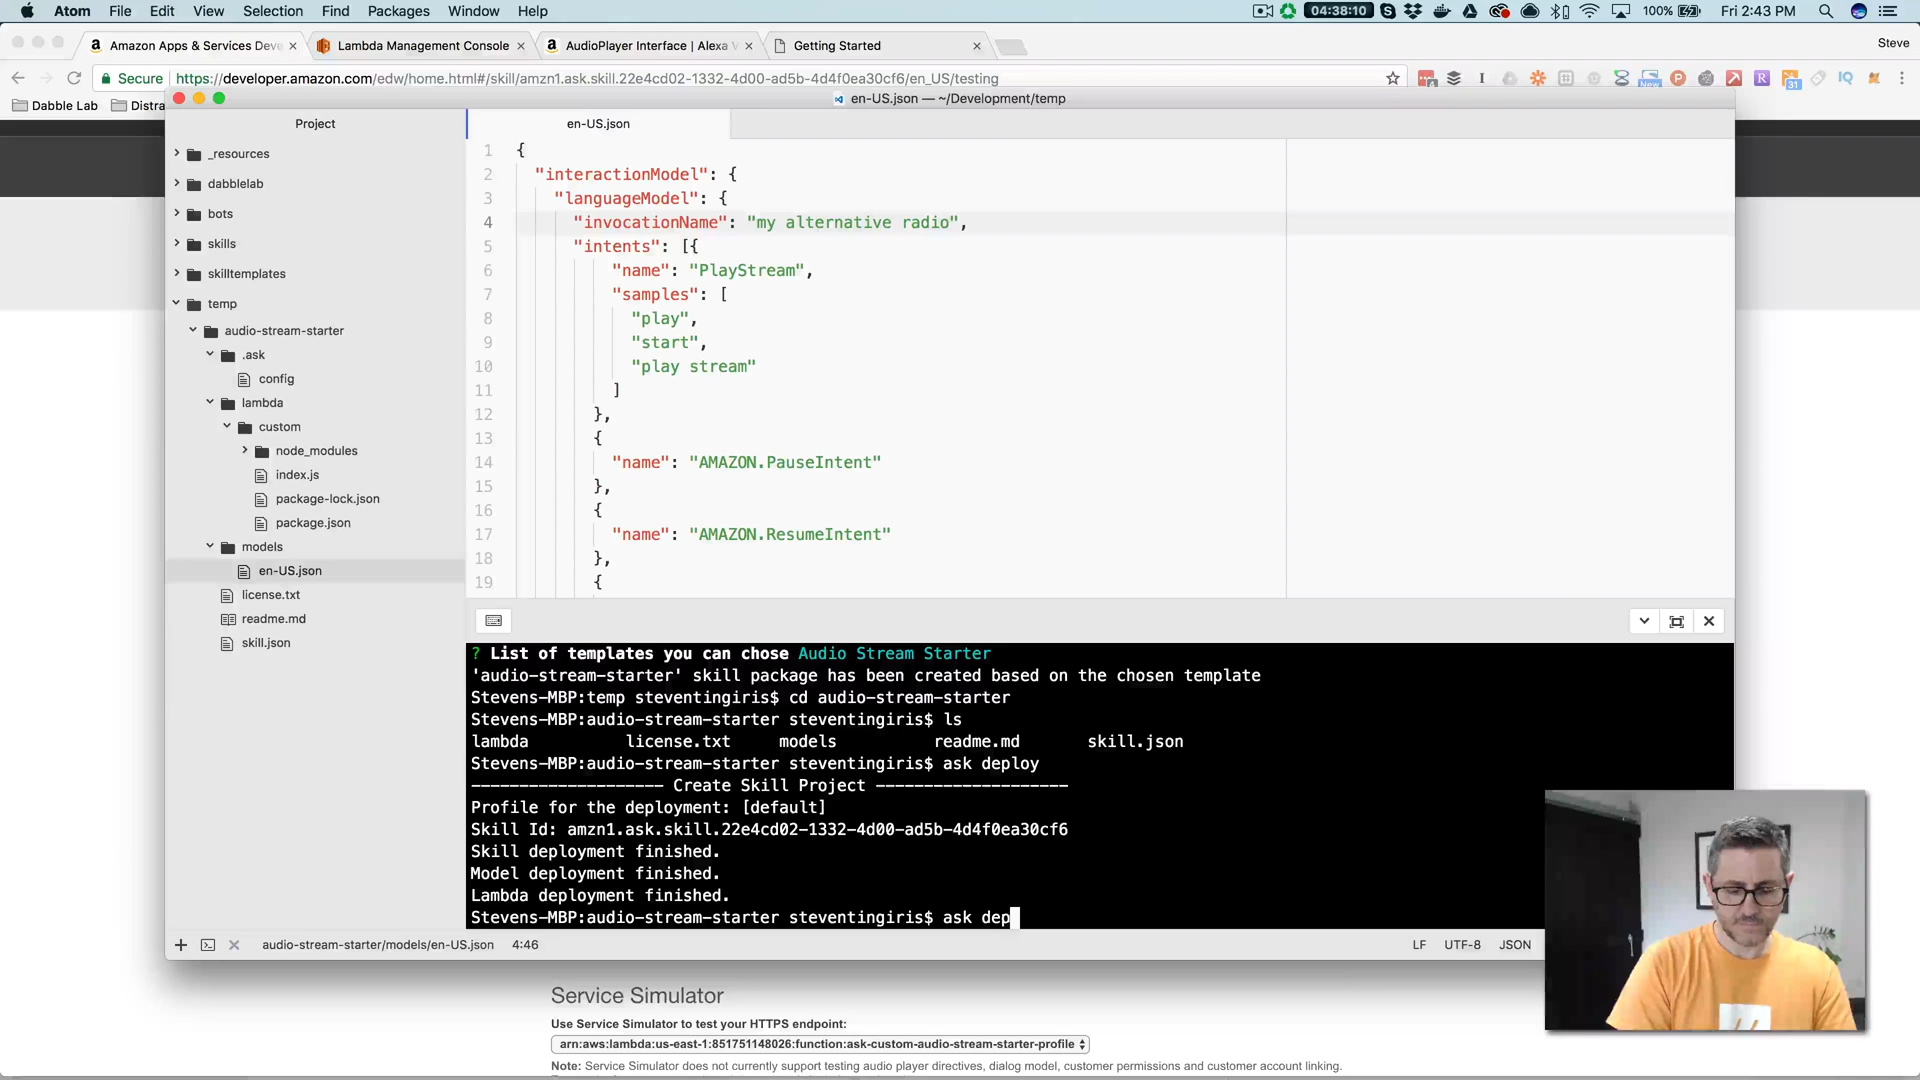 Atom File Edit View Selection Find Packages Window Help 04:38:10 100% Fri 2:43 PM
Amazon Apps & Services Deve Lambda Management Console AudioPlayer Interface | Alexa V Getting Started Steve
Secure https://developer.amazon.com/edw/home.html#/skill/amzn1.ask.skill.22e4cd02-1332-4d00-ad5b-4d4f0ea30cf6/en_US/testing
Dabble Lab Distra
en-US.json — ~/Development/temp
Project
en-US.json
_resources
dabblelab
bots
skills
skilltemplates
temp
audio-stream-starter
.ask
config
lambda
custom
node_modules
index.js
package-lock.json
package.json
models
en-US.json
license.txt
readme.md
skill.json
1 {
2 "interactionModel": {
3 "languageModel": {
4 "invocationName": "my alternative radio",
5 "intents": [{
6 "name": "PlayStream",
7 "samples": [
8 "play",
9 "start",
10 "play stream"
11 ]
12 },
13 {
14 "name": "AMAZON.PauseIntent"
15 },
16 {
17 "name": "AMAZON.ResumeIntent"
18 },
19 {
? List of templates you can chose Audio Stream Starter
'audio-stream-starter' skill package has been created based on the chosen template
Stevens-MBP:temp steventingiris$ cd audio-stream-starter
Stevens-MBP:audio-stream-starter steventingiris$ ls
lambda license.txt models readme.md skill.json
Stevens-MBP:audio-stream-starter steventingiris$ ask deploy
-------------------- Create Skill Project --------------------
Profile for the deployment: [default]
Skill Id: amzn1.ask.skill.22e4cd02-1332-4d00-ad5b-4d4f0ea30cf6
Skill deployment finished.
Model deployment finished.
Lambda deployment finished.
Stevens-MBP:audio-stream-starter steventingiris$ ask dep
audio-stream-starter/models/en-US.json 4:46 LF UTF-8 JSON
Service Simulator
Use Service Simulator to test your HTTPS endpoint:
arn:aws:lambda:us-east-1:851751148026:function:ask-custom-audio-stream-starter-profile
Note: Service Simulator does not currently support testing audio player directives, dialog model, customer permissions and customer account linking.